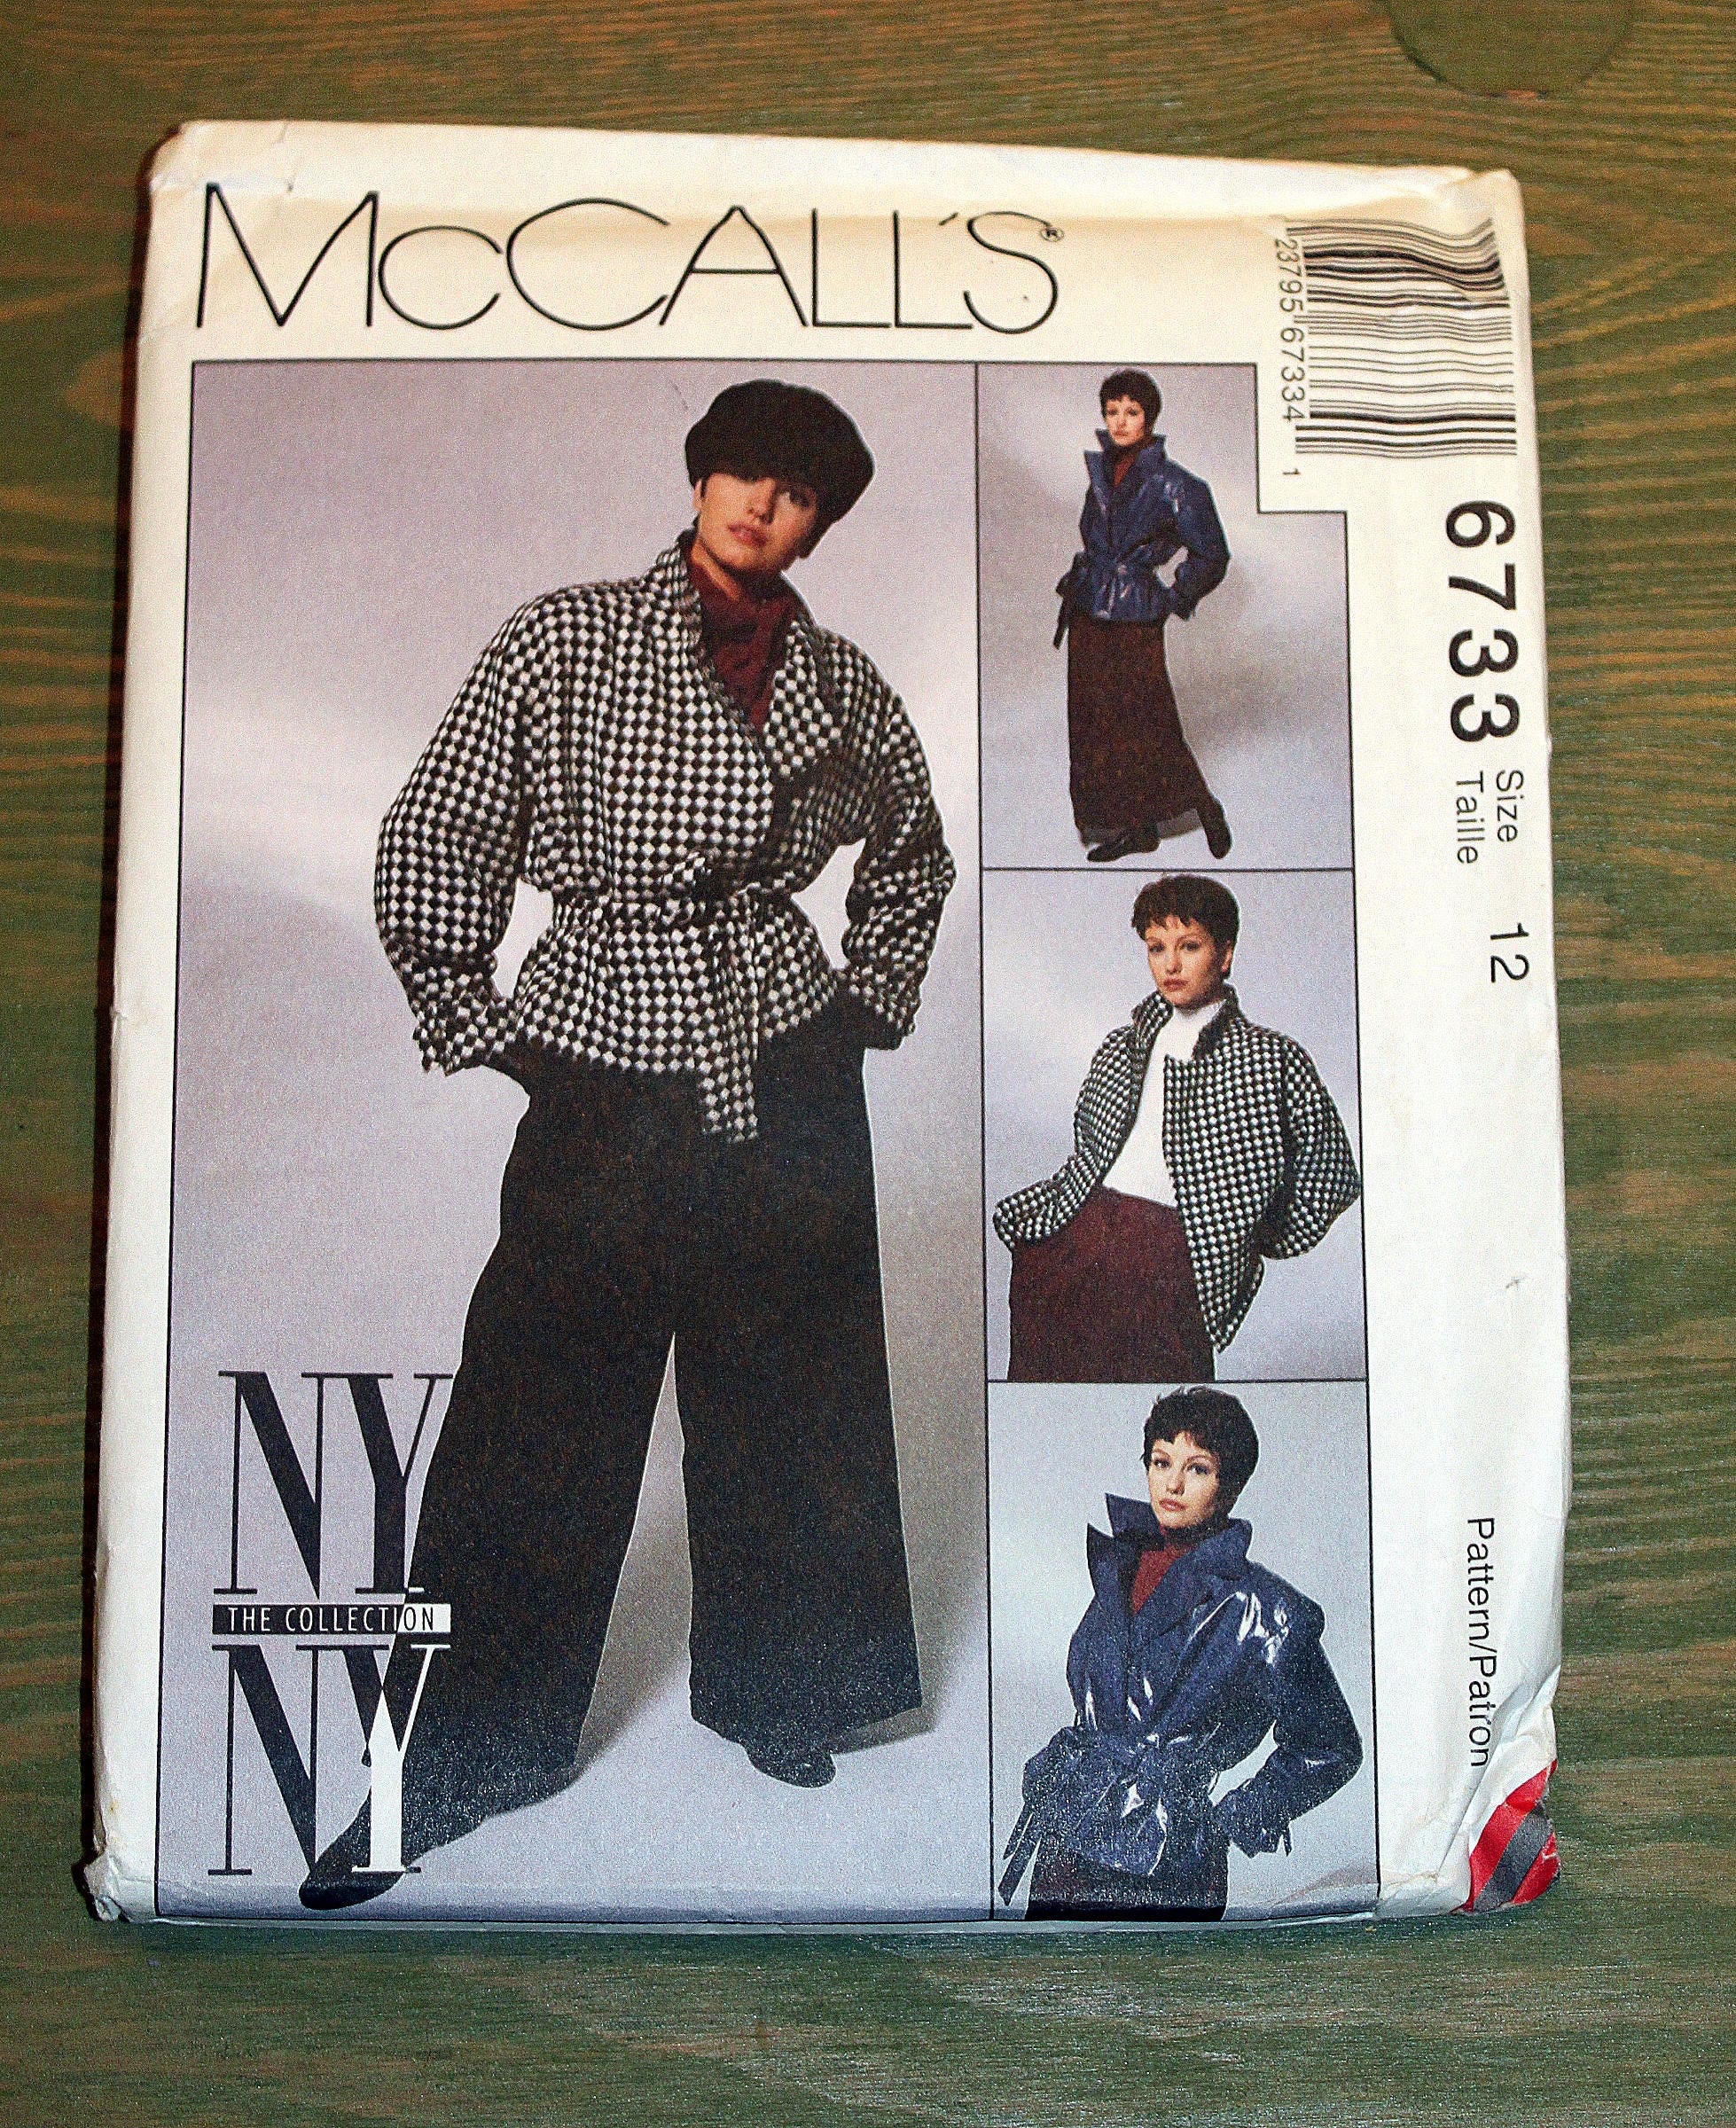 McCALL'S®
23795 67334 1
6733
Size 12
Taille
Pattern/Patron
NY
THE COLLECTION
NY